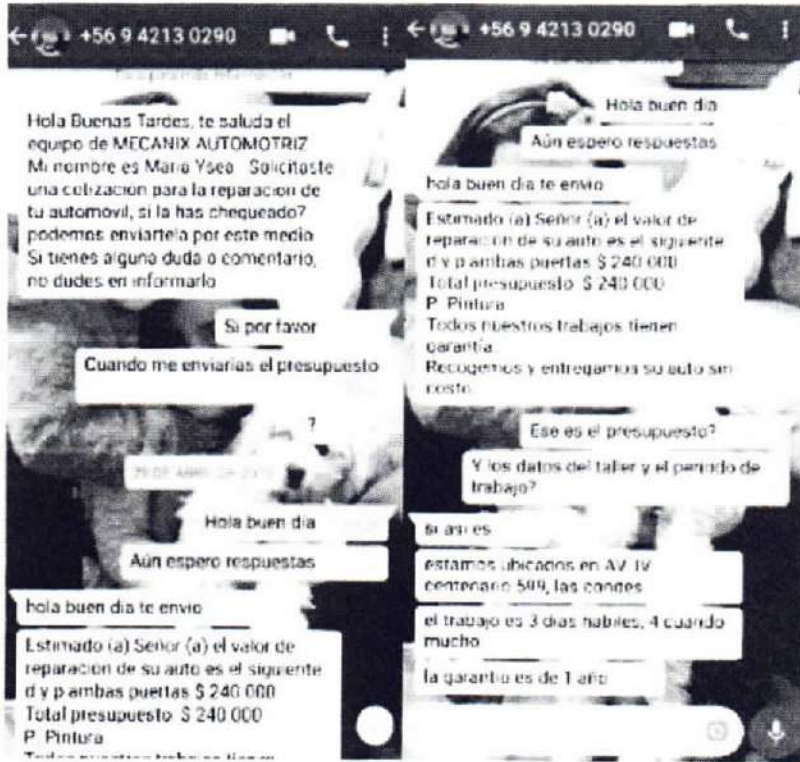 +56 9 4213 0290
Hola Buenas Tardes, te saluda el
equipo de MECANIX AUTOMOTRIZ
Mi nombre es Maria Ysea Solicitaste
una cotizacion para la reparacion de
tu automovil, si la has chequeado?
podemos enviartela por este medio
Si tienes alguna duda o comentario,
no dudes en informarlo
Si por favor
Cuando me enviarias el presupuesto
?
29 DE ABRIL DE
Hola buen dia
Aún espero respuestas
hola buen dia te envio
Estimado (a) Señor (a) el valor de
reparacion de su auto es el siguiente
d y p ambas puertas $ 240 000
Total presupuesto $ 240 000
P Pintura
+56 9 4213 0290
Hola buen dia
Aún espero respuestas
hola buen dia te envio
Estimado (a) Señor (a) el valor de
reparacion de su auto es el siguiente
d y p ambas puertas $ 240 000
Total presupuesto $ 240 000
P Pintura
Todos nuestros trabajos tienen
garantia
Recogemos y entregamos su auto sin
costo
Ese es el presupuesto?
Y los datos del taller y el periodo de
trabajo?
si asi es
estamos ubicados en AV IV
centenario 599, las condes
el trabajo es 3 dias habiles, 4 cuando
mucho
la garantia es de 1 año